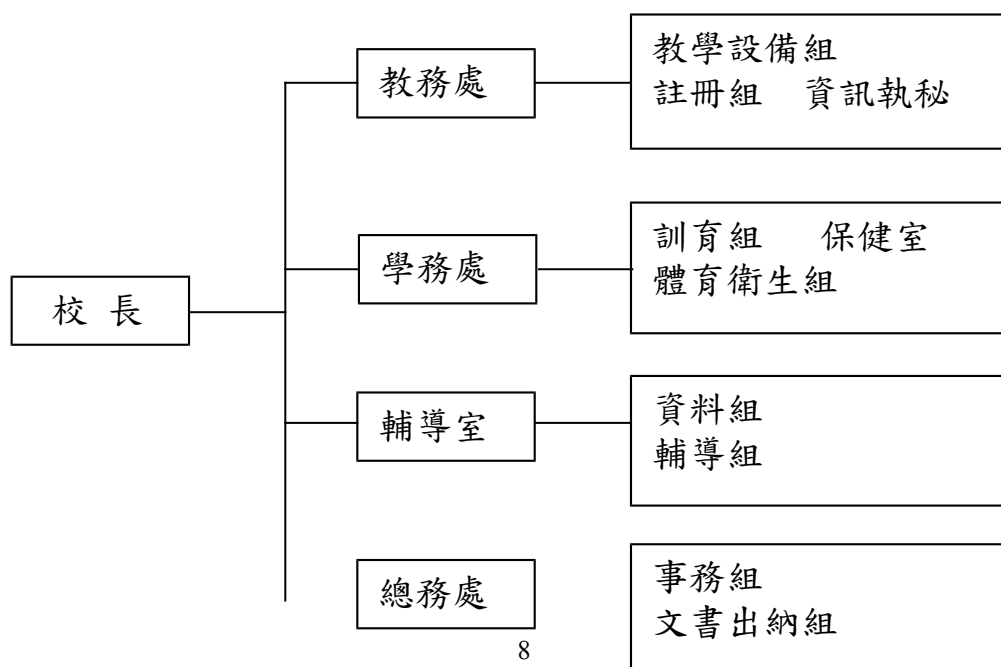 教務處
教學設備組
註冊組 資訊執秘
學務處
訓育組 保健室
體育衛生組
校 長
輔導室
資料組
輔導組
總務處
事務組
文書出納組
8